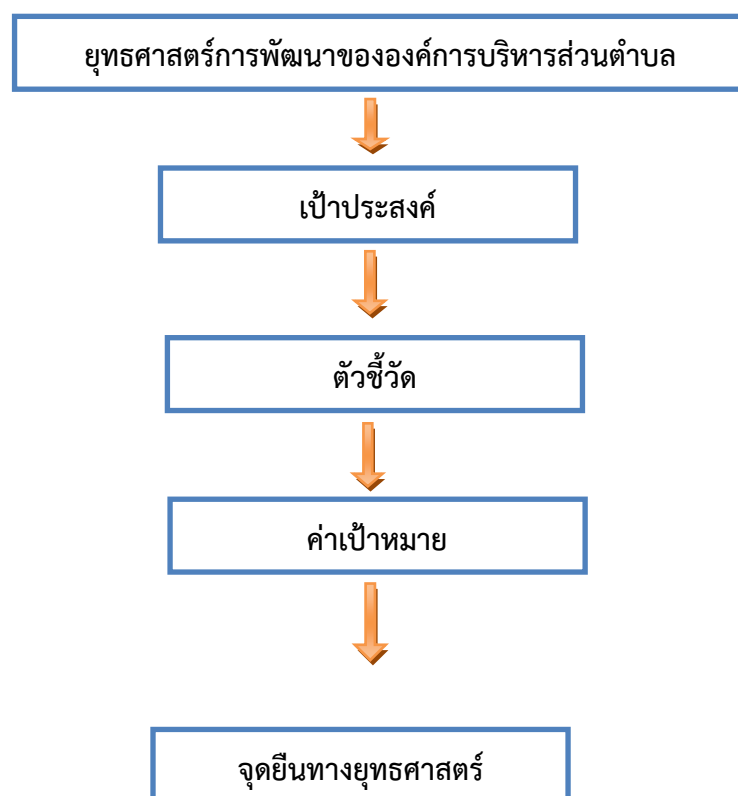 ยุทธศาสตร์การพัฒนาขององค์การบริหารส่วนตำบล
เป้าประสงค์
ตัวชี้วัด
ค่าเป้าหมาย
จุดยืนทางยุทธศาสตร์